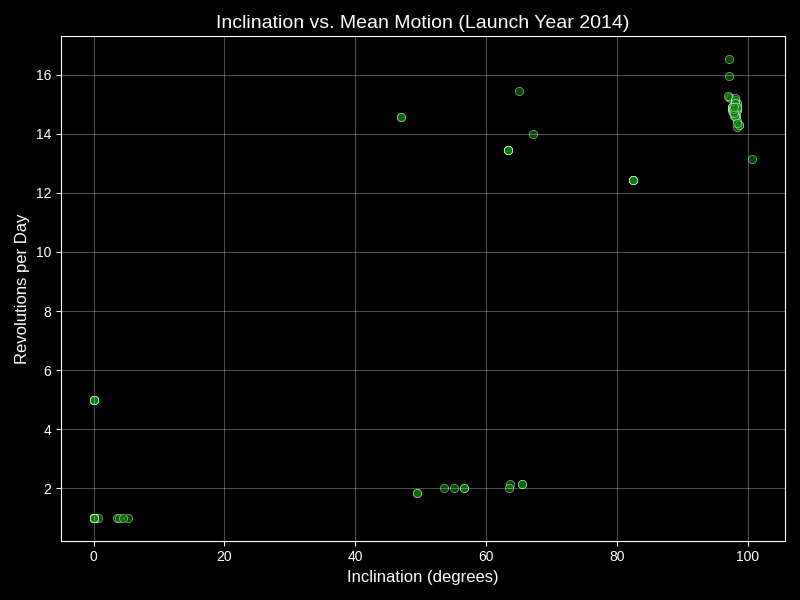 Inclination vs. Mean Motion (Launch Year 2014)
Revolutions per Day
16
14
12
10
8
6
4
2
0 20 40 60 80 100
Inclination (degrees)